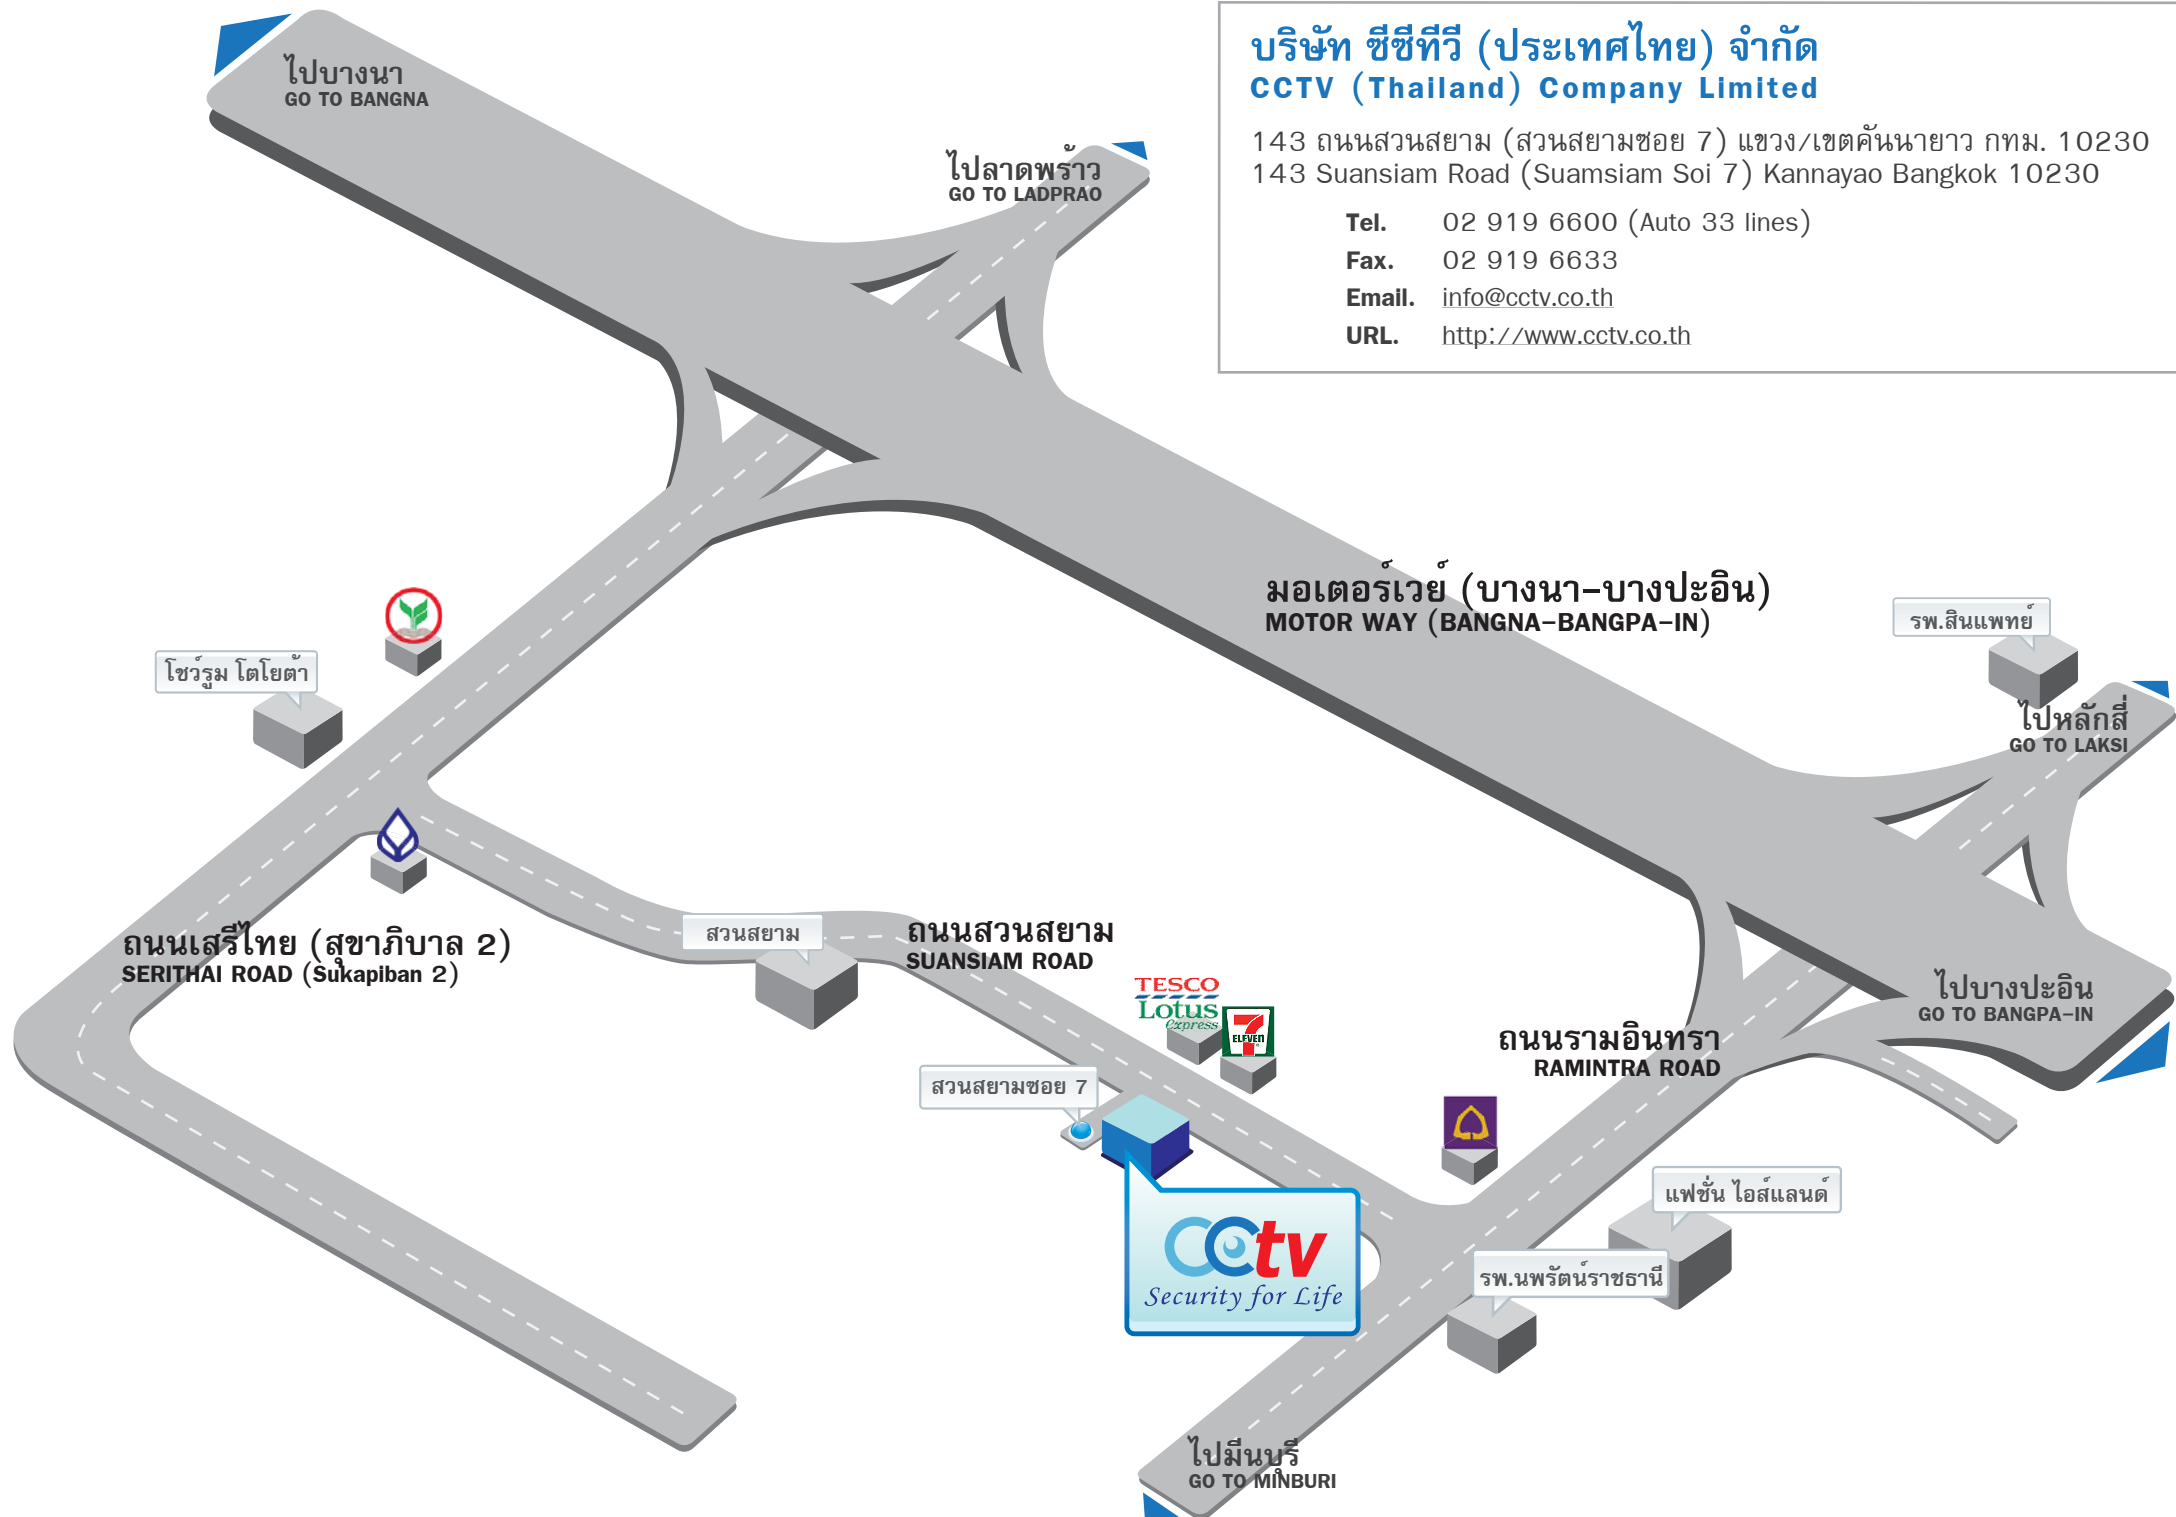 บริษัท ซีซีทีวี (ประเทศไทย) จำกัด
CCTV (Thailand) Company Limited
143 ถนนสวนสยาม (สวนสยามซอย 7) แขวง/เขตคันนายาว กทม. 10230
143 Suansiam Road (Suamsiam Soi 7) Kannayao Bangkok 10230
Tel. 02 919 6600 (Auto 33 lines)
Fax. 02 919 6633
Email. info@cctv.co.th
URL. http://www.cctv.co.th
ไปบางนา
GO TO BANGNA
ไปลาดพร้าว
GO TO LADPRAO
มอเตอร์เวย์ (บางนา-บางปะอิน)
MOTOR WAY (BANGNA-BANGPA-IN)
รพ.สินแพทย์
ไปหลักสี่
GO TO LAKSI
โชว์รูม โตโยต้า
ถนนเสรีไทย (สุขาภิบาล 2)
SERITHAI ROAD (Sukapiban 2)
สวนสยาม
ถนนสวนสยาม
SUANSIAM ROAD
TESCO
Lotus
express
7
ELEVEN
ไปบางปะอิน
GO TO BANGPA-IN
ถนนรามอินทรา
RAMINTRA ROAD
สวนสยามซอย 7
แฟชั่น ไอส์แลนด์
รพ.นพรัตน์ราชธานี
CCtv
Security for Life
ไปมีนบุรี
GO TO MINBURI